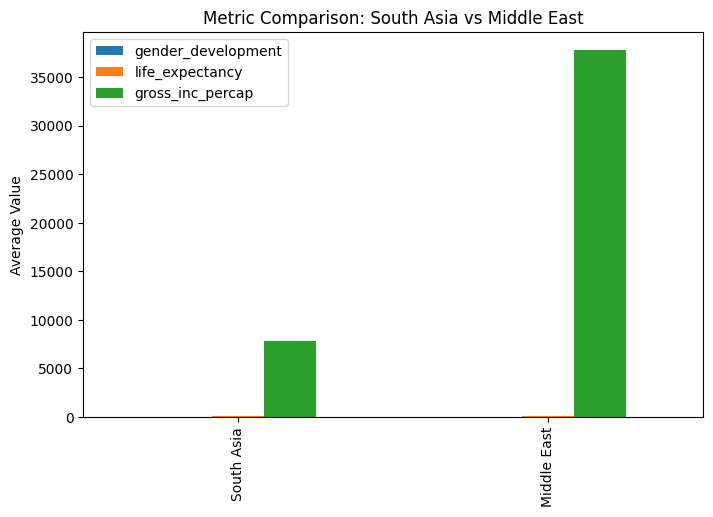 Metric Comparison: South Asia vs Middle East
gender_development
life_expectancy
gross_inc_percap
Average Value
35000
30000
25000
20000
15000
10000
5000
0
South Asia
Middle East